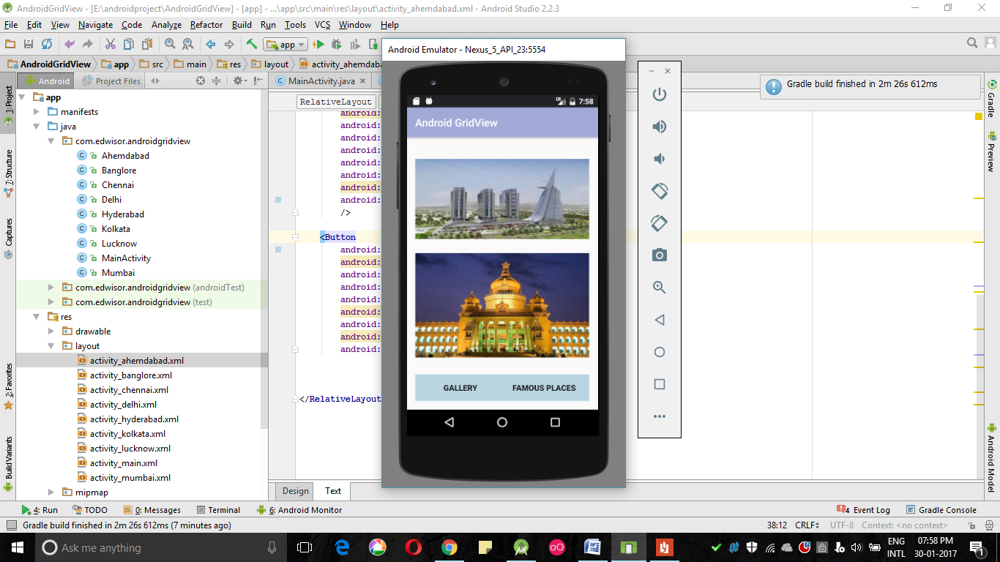 AndroidGridView - [E:\androidproject\AndroidGridView] - [app] - ...\app\src\main\res\layout\activity_ahemdabad.xml - Android Studio 2.2.3
File Edit View Navigate Code Analyze Refactor Build Run Tools VCS Window Help
app
AndroidGridView app src main res layout activity_ahemdaba
Android Project Files
MainActivity.java
1: Project
7: Structure
Captures
2: Favorites
Build Variants
app
manifests
java
com.edwisor.androidgridview
Ahemdabad
Banglore
Chennai
Delhi
Hyderabad
Kolkata
Lucknow
MainActivity
Mumbai
com.edwisor.androidgridview (androidTest)
com.edwisor.androidgridview (test)
res
drawable
layout
activity_ahemdabad.xml
activity_banglore.xml
activity_chennai.xml
activity_delhi.xml
activity_hyderabad.xml
activity_kolkata.xml
activity_lucknow.xml
activity_main.xml
activity_mumbai.xml
mipmap
RelativeLayout
android:
android:
android:
android:
android:
android:
android:
android:
/>
<Button
android:
android:
android:
android:
android:
android:
android:
android:
android:
</RelativeLayout
Design Text
Android Emulator - Nexus_5_API_23:5554
LTE 7:58
Android GridView
GALLERY FAMOUS PLACES
Gradle build finished in 2m 26s 612ms
Gradle
Preview
Android Model
4: Run TODO 0: Messages Terminal 6: Android Monitor
4 Event Log Gradle Console
Gradle build finished in 2m 26s 612ms (7 minutes ago)
38:12 CRLF UTF-8 Context: <no context>
Ask me anything
ENG
INTL
07:58 PM
30-01-2017
1